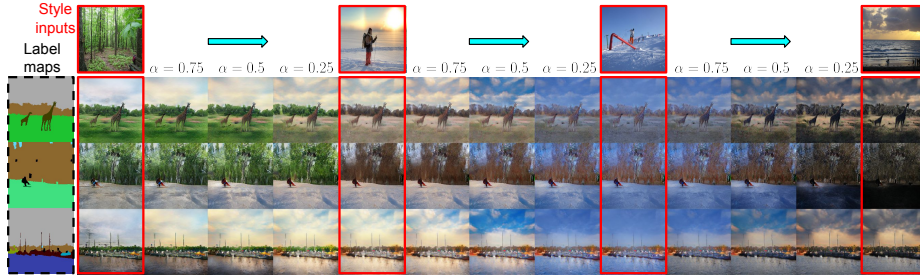 Style
inputs
Label
maps
α = 0.75 α = 0.5 α = 0.25 α = 0.75 α = 0.5 α = 0.25 α = 0.75 α = 0.5 α = 0.25